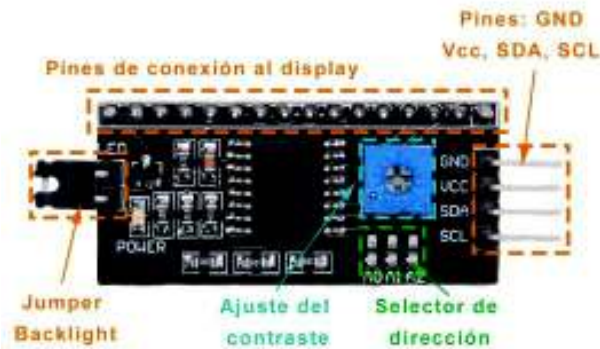 Pines: GND
Vcc, SDA, SCL
Pines de conexión al display
GND
VCC
SDA
SCL
POWER
A0 A1 A2
Jumper
Backlight
Ajuste del
contraste
Selector de
dirección